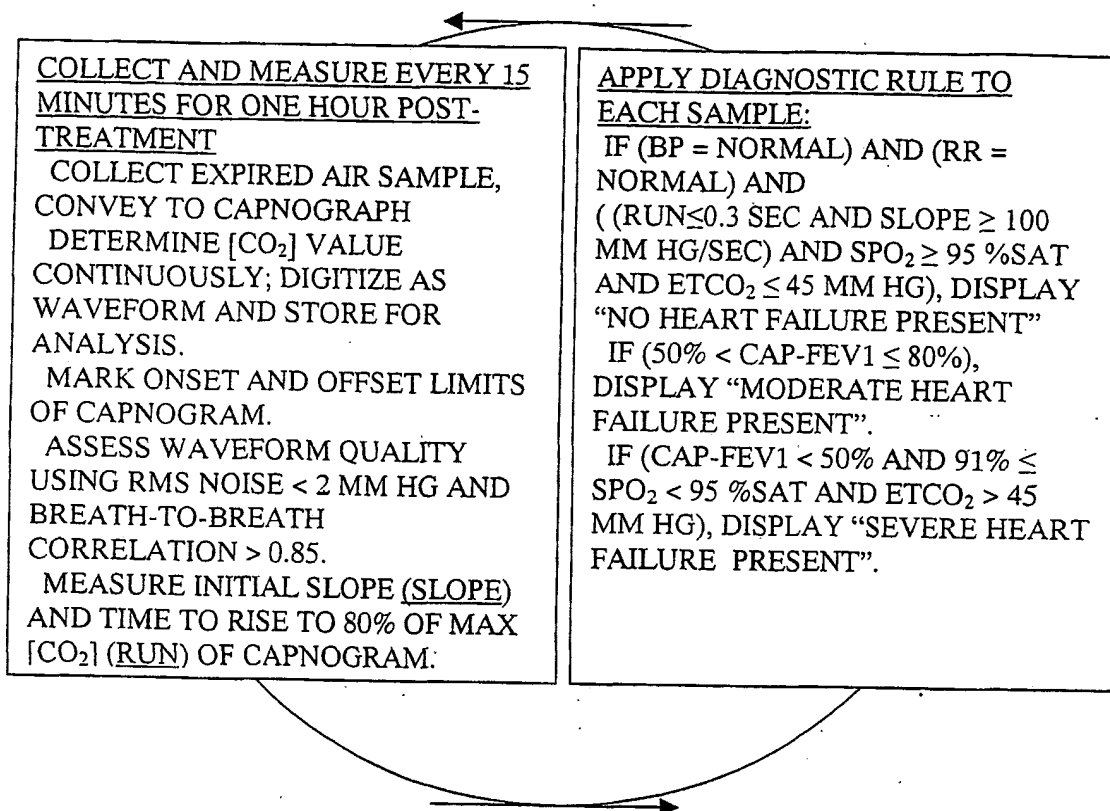 COLLECT AND MEASURE EVERY 15
MINUTES FOR ONE HOUR POST-
TREATMENT
COLLECT EXPIRED AIR SAMPLE,
CONVEY TO CAPNOGRAPH
DETERMINE [CO₂] VALUE
CONTINUOUSLY; DIGITIZE AS
WAVEFORM AND STORE FOR
ANALYSIS.
MARK ONSET AND OFFSET LIMITS
OF CAPNOGRAM.
ASSESS WAVEFORM QUALITY
USING RMS NOISE < 2 MM HG AND
BREATH-TO-BREATH
CORRELATION > 0.85.
MEASURE INITIAL SLOPE (SLOPE)
AND TIME TO RISE TO 80% OF MAX
[CO₂] (RUN) OF CAPNOGRAM.
APPLY DIAGNOSTIC RULE TO
EACH SAMPLE:
IF (BP = NORMAL) AND (RR =
NORMAL) AND
( (RUN≤0.3 SEC AND SLOPE ≥ 100
MM HG/SEC) AND SPO₂ ≥ 95 %SAT
AND ETCO₂ ≤ 45 MM HG), DISPLAY
“NO HEART FAILURE PRESENT”
IF (50% < CAP-FEV1 ≤ 80%),
DISPLAY “MODERATE HEART
FAILURE PRESENT”.
IF (CAP-FEV1 < 50% AND 91% ≤
SPO₂ < 95 %SAT AND ETCO₂ > 45
MM HG), DISPLAY “SEVERE HEART
FAILURE PRESENT”.